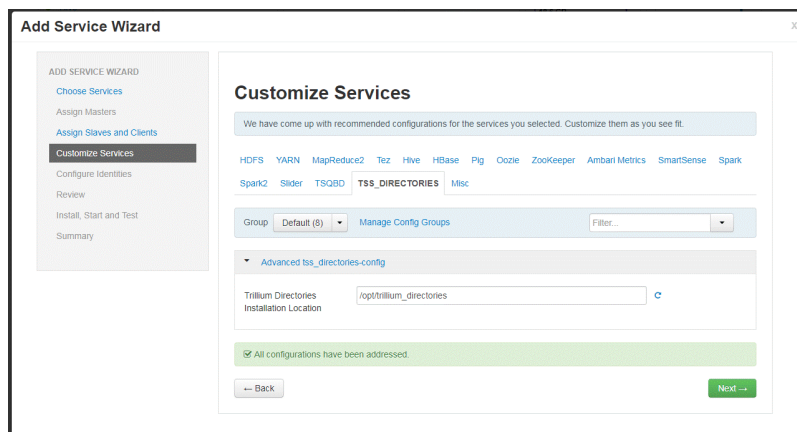 Add Service Wizard
x
ADD SERVICE WIZARD
Choose Services
Assign Masters
Assign Slaves and Clients
Customize Services
Configure Identities
Review
Install, Start and Test
Summary
Customize Services
We have come up with recommended configurations for the services you selected. Customize them as you see fit.
HDFS YARN MapReduce2 Tez Hive HBase Pig Oozie ZooKeeper Ambari Metrics SmartSense Spark
Spark2 Slider TSQBD TSS_DIRECTORIES Misc
Group Default (8) Manage Config Groups Filter...
Advanced tss_directories-config
Trillium Directories /opt/trillium_directories
Installation Location
All configurations have been addressed.
← Back Next →